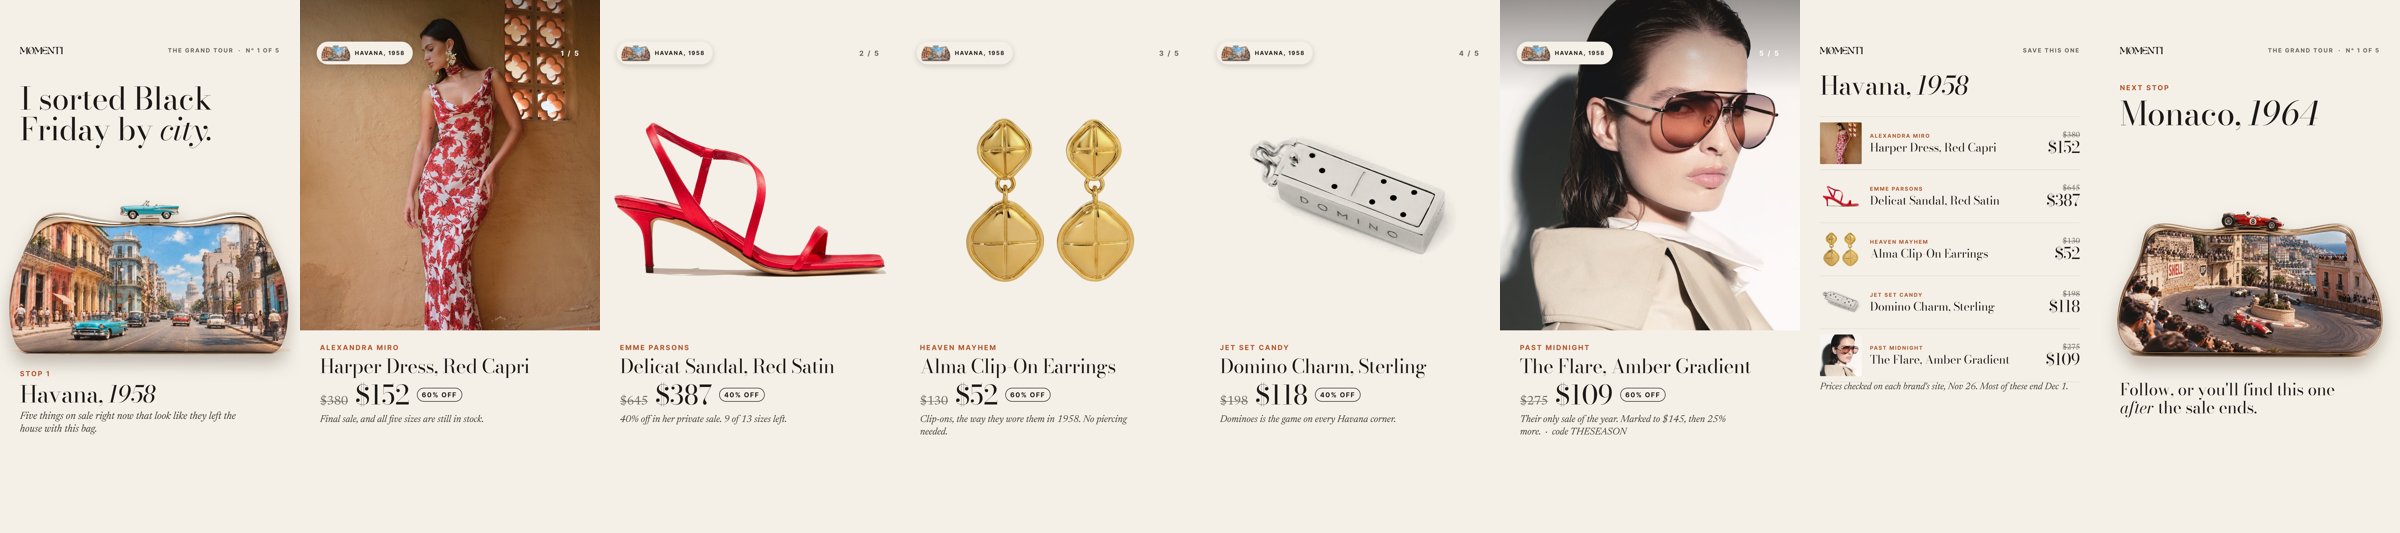 MØMENTI
THE GRAND TOUR · Nº 1 OF 5
I sorted Black
Friday by city.
STOP 1
Havana, 1958
Five things on sale right now that look like they left the
house with this bag.
HAVANA, 1958
1 / 5
ALEXANDRA MIRO
Harper Dress, Red Capri
$380 $152 60% OFF
Final sale, and all five sizes are still in stock.
HAVANA, 1958
2 / 5
EMME PARSONS
Delicat Sandal, Red Satin
$645 $387 40% OFF
40% off in her private sale. 9 of 13 sizes left.
HAVANA, 1958
3 / 5
HEAVEN MAYHEM
Alma Clip-On Earrings
$130 $52 60% OFF
Clip-ons, the way they wore them in 1958. No piercing
needed.
HAVANA, 1958
4 / 5
DOMINO
JET SET CANDY
Domino Charm, Sterling
$198 $118 40% OFF
Dominoes is the game on every Havana corner.
HAVANA, 1958
5 / 5
PAST MIDNIGHT
The Flare, Amber Gradient
$275 $109 60% OFF
Their only sale of the year. Marked to $145, then 25%
more. · code THESEASON
MØMENTI
SAVE THIS ONE
Havana, 1958
ALEXANDRA MIRO
Harper Dress, Red Capri
$380
$152
EMME PARSONS
Delicat Sandal, Red Satin
$645
$387
HEAVEN MAYHEM
Alma Clip-On Earrings
$130
$52
JET SET CANDY
Domino Charm, Sterling
$198
$118
PAST MIDNIGHT
The Flare, Amber Gradient
$275
$109
Prices checked on each brand's site, Nov 26. Most of these end Dec 1.
MØMENTI
THE GRAND TOUR · Nº 1 OF 5
NEXT STOP
Monaco, 1964
SHELL
Follow, or you'll find this one
after the sale ends.